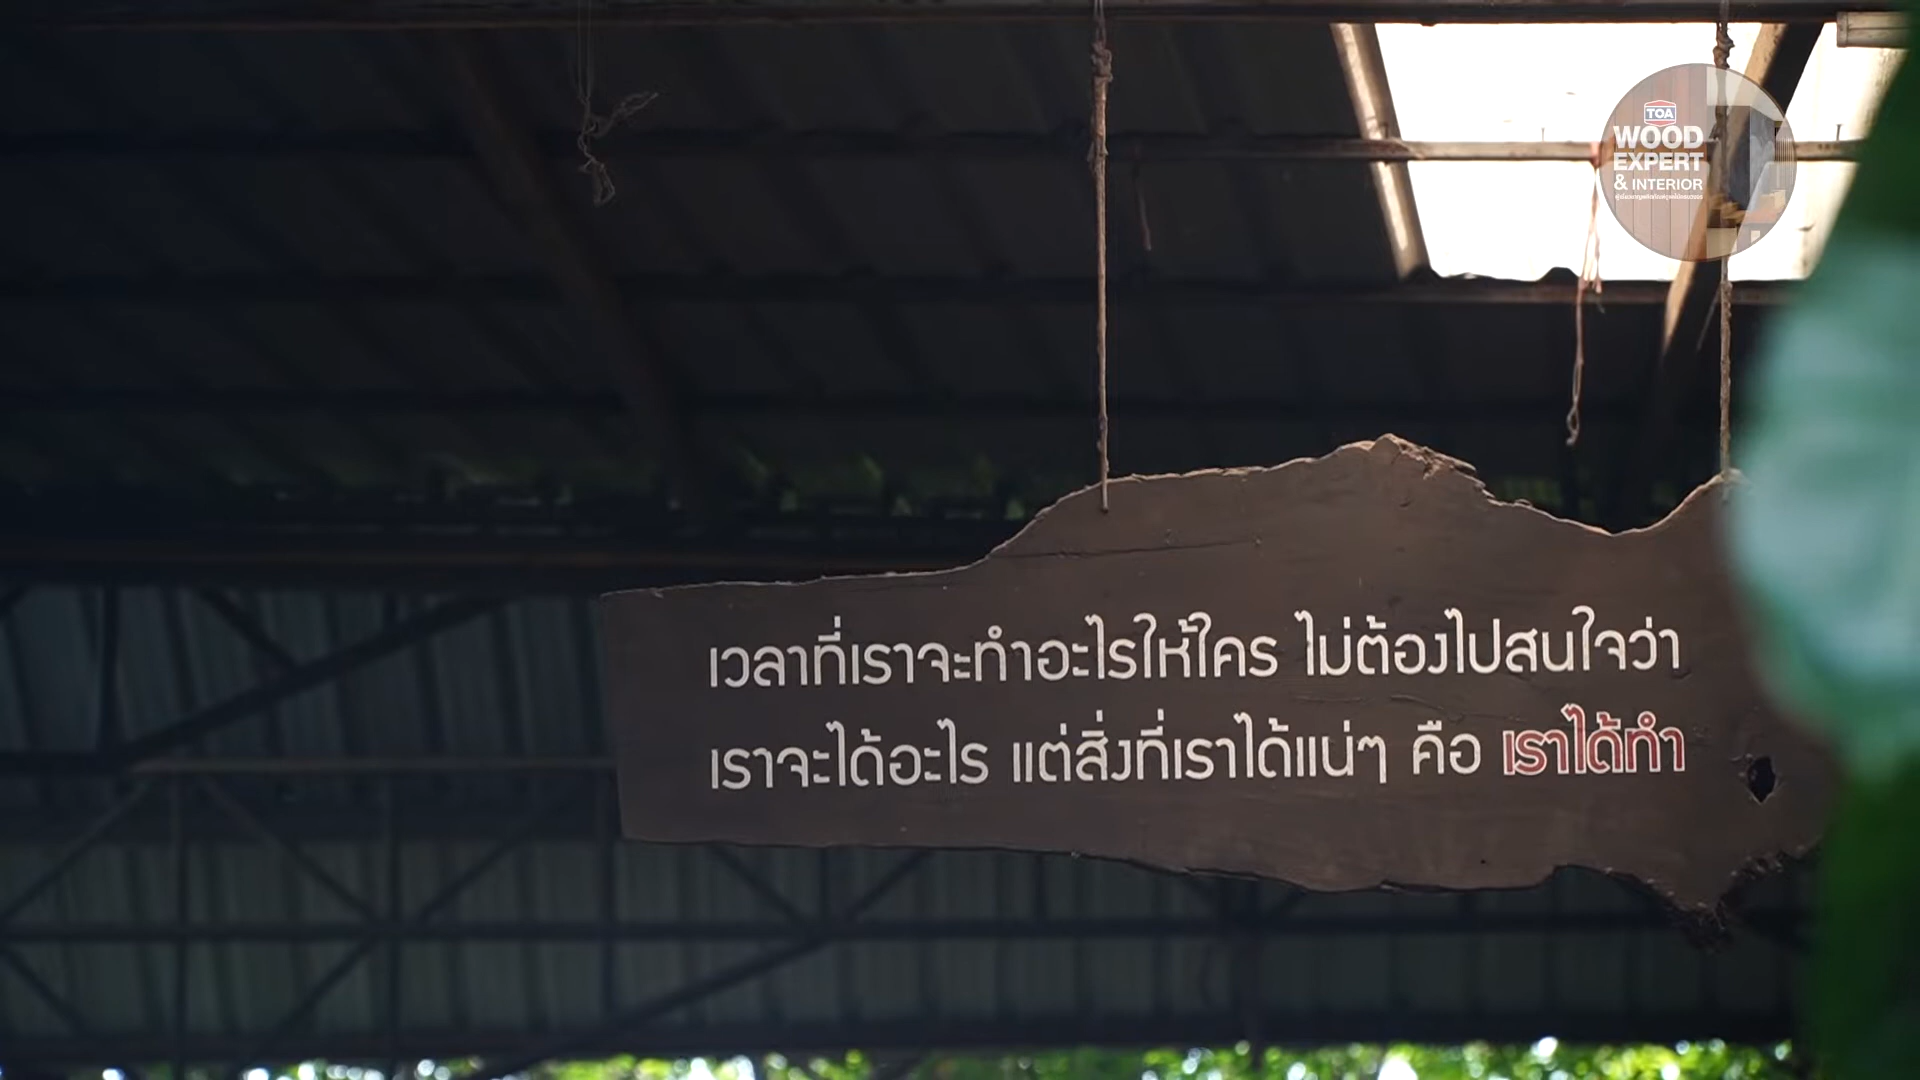 TOA
WOOD
EXPERT
& INTERIOR
เวลาที่เราจะทำอะไรให้ใคร ไม่ต้องไปสนใจว่า
เราจะได้อะไร แต่สิ่งที่เราได้แน่ๆ คือ เราได้ทำ